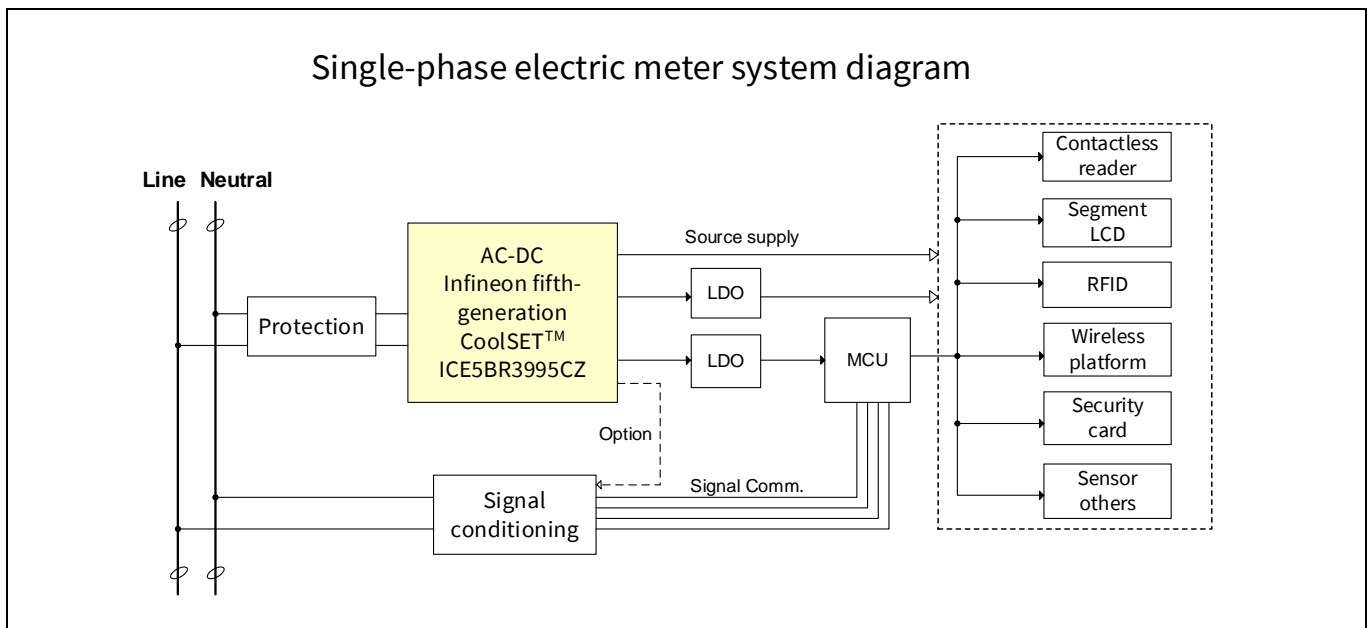 Single-phase electric meter system diagram
Line Neutral
Protection
AC-DC
Infineon fifth-
generation
CoolSET™
ICE5BR3995CZ
Source supply
LDO
LDO
MCU
Option
Signal Comm.
Signal
conditioning
Contactless
reader
Segment
LCD
RFID
Wireless
platform
Security
card
Sensor
others